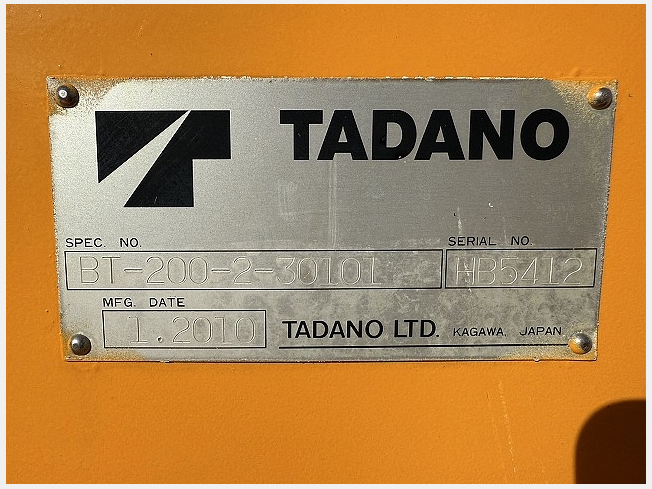 TADANO
SPEC. NO. SERIAL NO.
BT-200-2-30101 HB5412
MFG. DATE
1.2010 TADANO LTD. KAGAWA, JAPAN